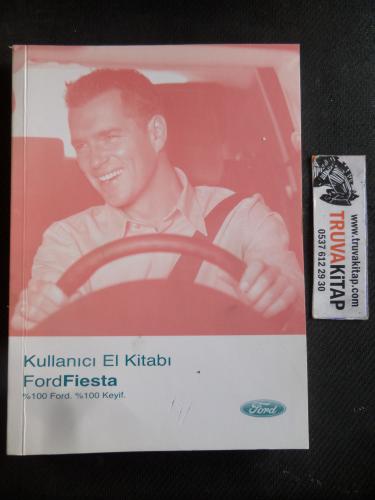 Kullanıcı El Kitabı
FordFiesta
%100 Ford. %100 Keyif.
Ford
www.truvakitap.com
TRUVAKİTAP
0537 612 29 30